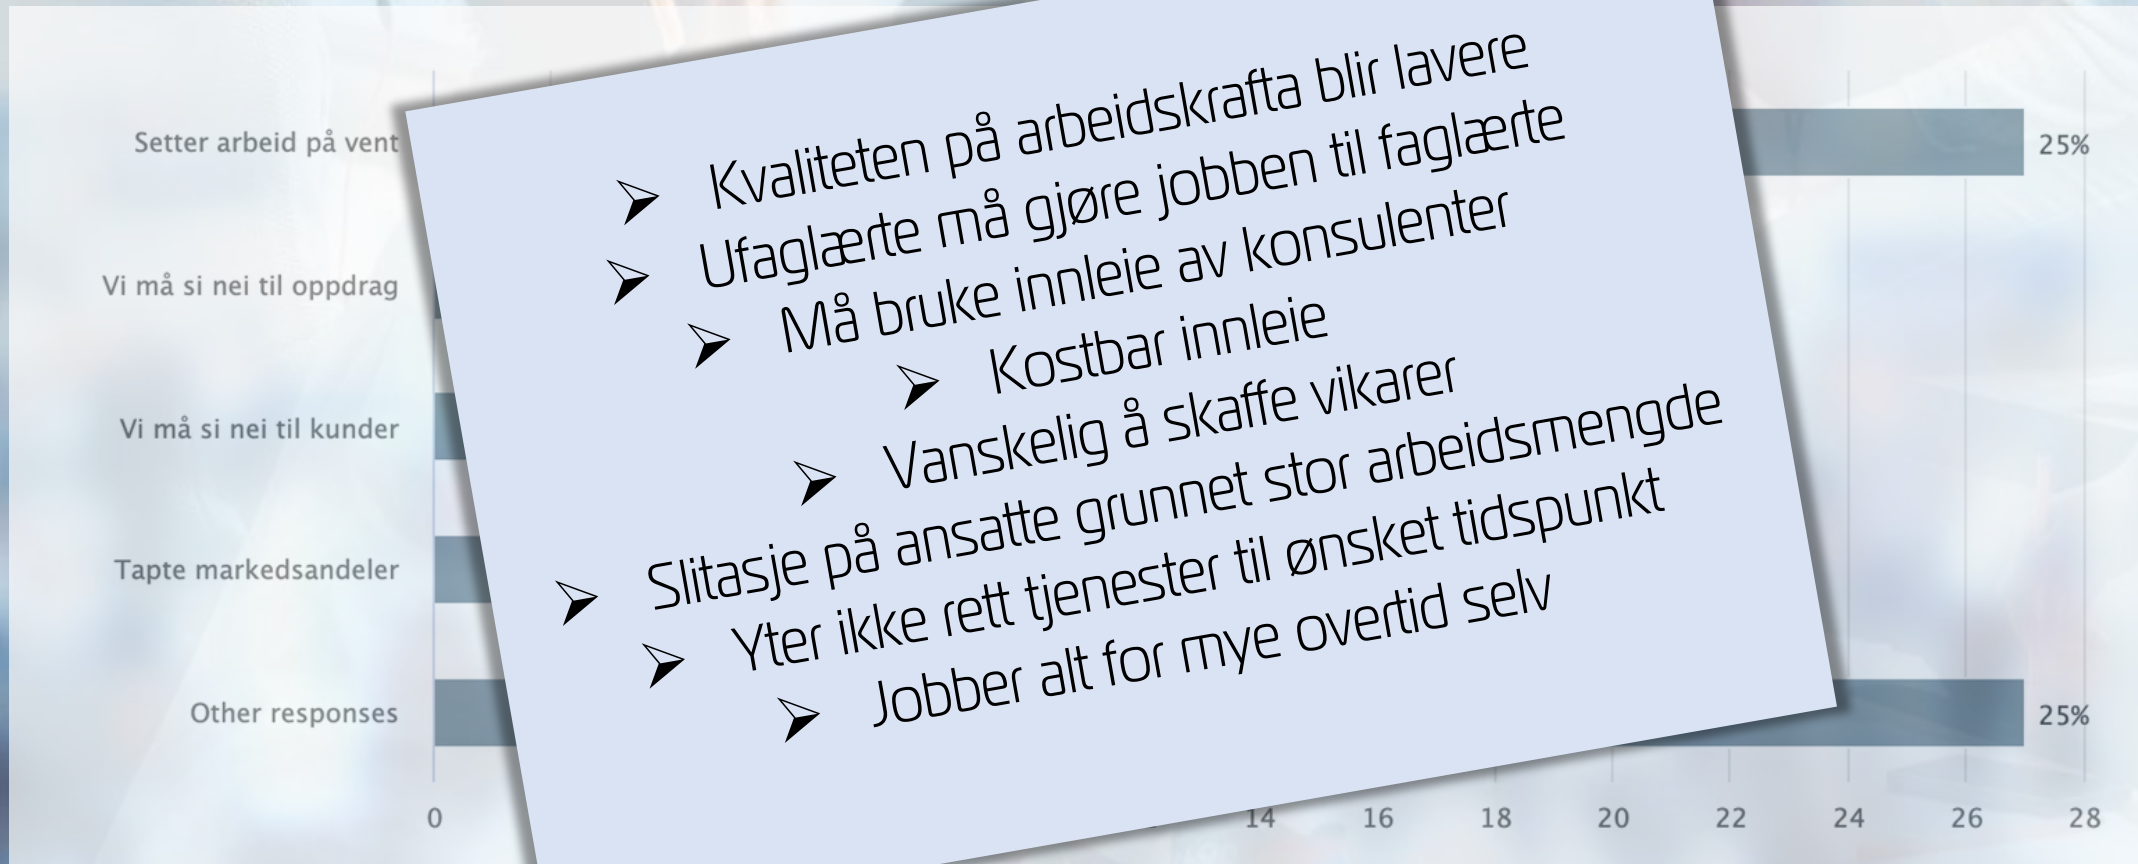 Setter arbeid på vent
25%
Vi må si nei til oppdrag
Vi må si nei til kunder
Tapte markedsandeler
Other responses
25%
0
14
16
18
20
22
24
26
28
Kvaliteten på arbeidskrafta blir lavere
Ufaglærte må gjøre jobben til faglærte
Må bruke innleie av konsulenter
Kostbar innleie
Vanskelig å skaffe vikarer
Slitasje på ansatte grunnet stor arbeidsmengde
Yter ikke rett tjenester til ønsket tidspunkt
Jobber alt for mye overtid selv